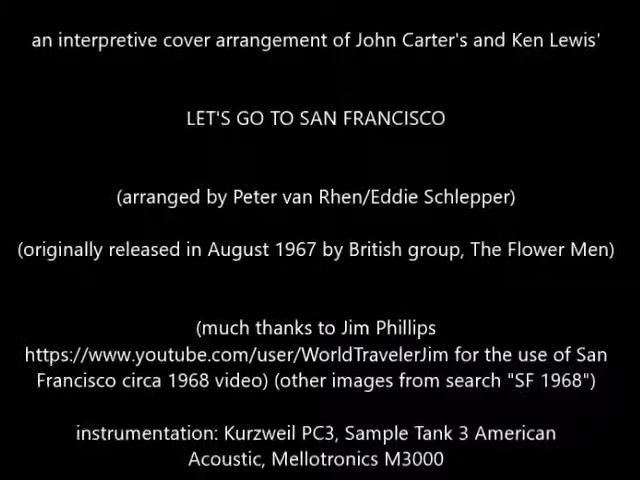 an interpretive cover arrangement of John Carter's and Ken Lewis'
LET'S GO TO SAN FRANCISCO
(arranged by Peter van Rhen/Eddie Schlepper)
(originally released in August 1967 by British group, The Flower Men)
(much thanks to Jim Phillips
https://www.youtube.com/user/WorldTravelerJim for the use of San
Francisco circa 1968 video) (other images from search "SF 1968")
instrumentation: Kurzweil PC3, Sample Tank 3 American
Acoustic, Mellotronics M3000